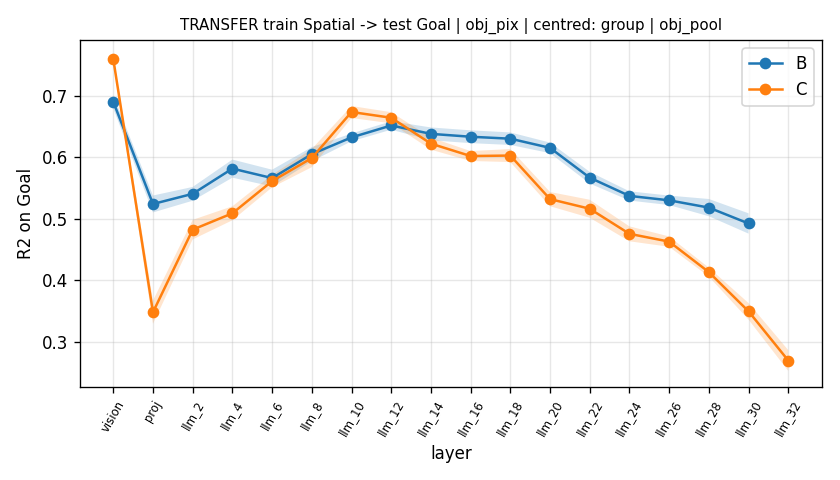 TRANSFER train Spatial -> test Goal | obj_pix | centred: group | obj_pool
B
C
R2 on Goal
0.7
0.6
0.5
0.4
0.3
vision
proj
llm_2
llm_4
llm_6
llm_8
llm_10
llm_12
llm_14
llm_16
llm_18
llm_20
llm_22
llm_24
llm_26
llm_28
llm_30
llm_32
layer